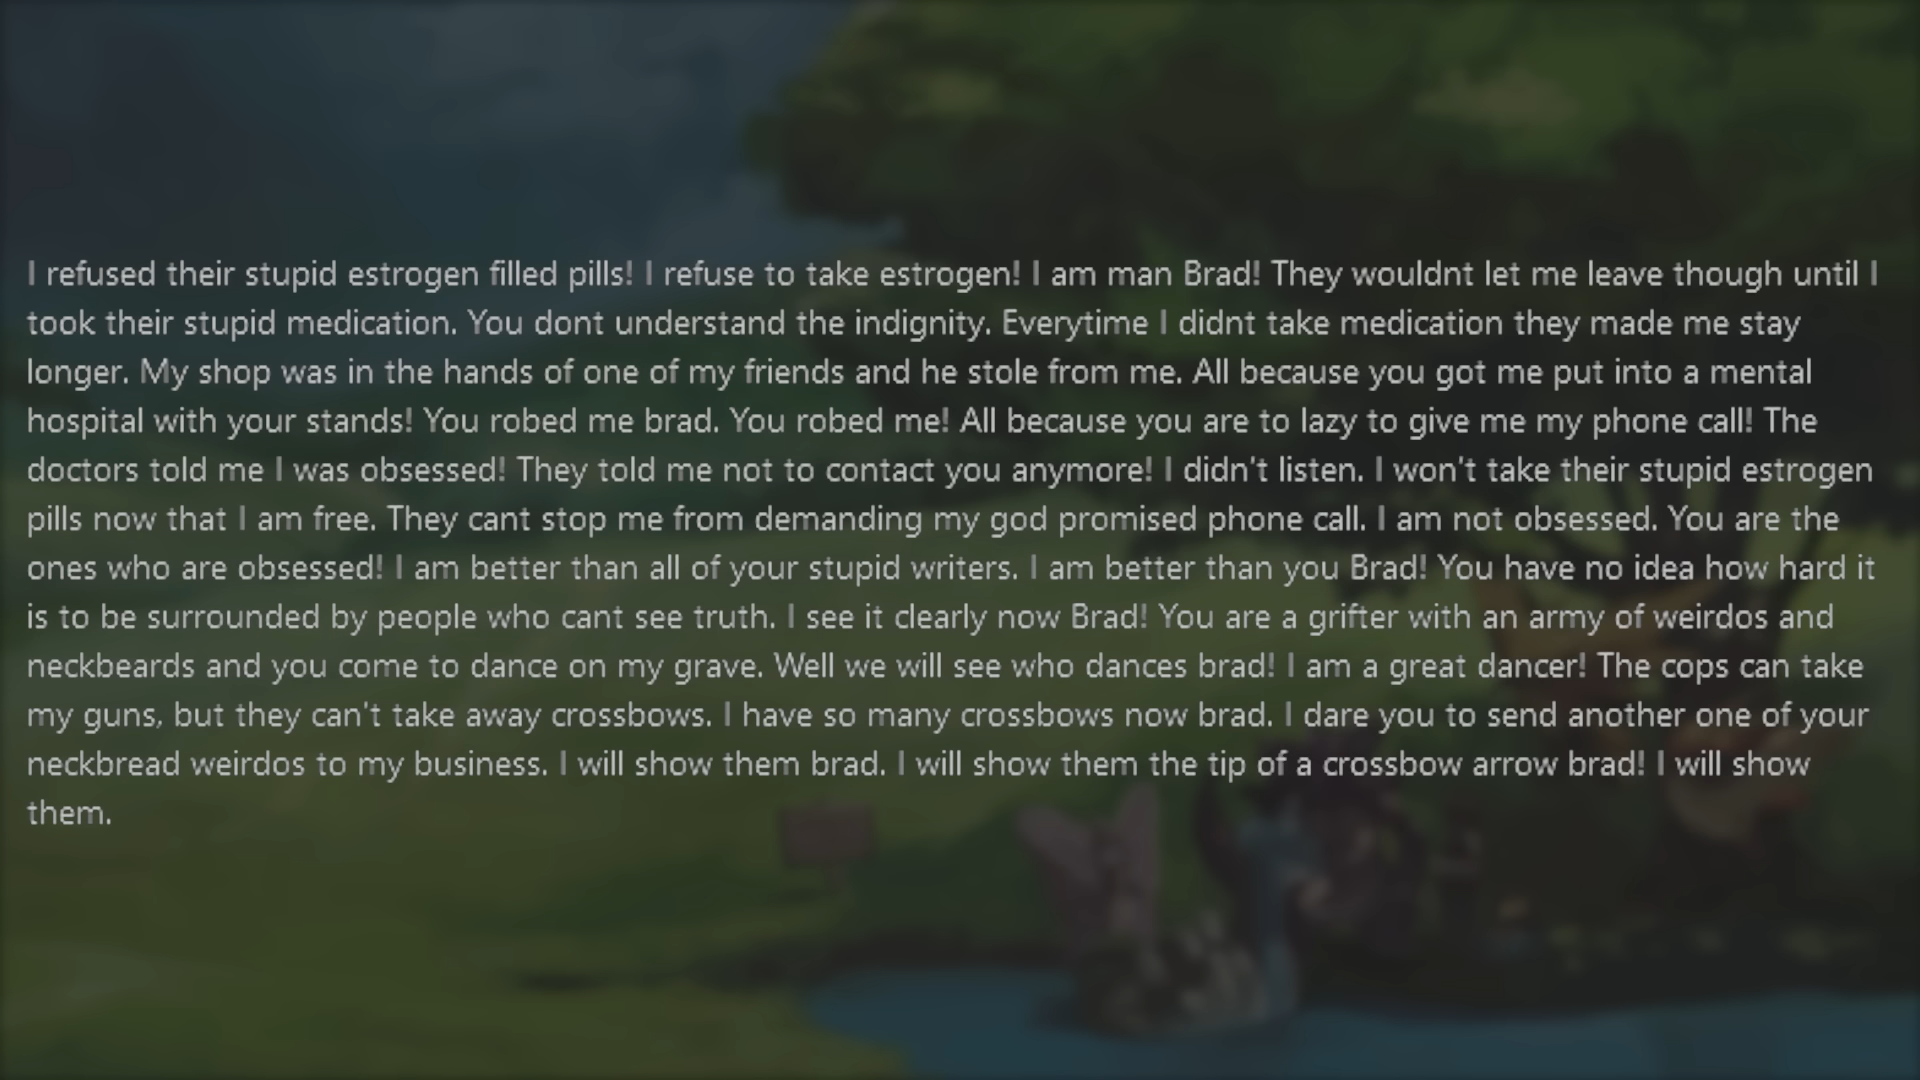 I refused their stupid estrogen filled pills! I refuse to take estrogen! I am man Brad! They wouldnt let me leave though until I
took their stupid medication. You dont understand the indignity. Everytime I didnt take medication they made me stay
longer. My shop was in the hands of one of my friends and he stole from me. All because you got me put into a mental
hospital with your stands! You robed me brad. You robed me! All because you are to lazy to give me my phone call! The
doctors told me I was obsessed! They told me not to contact you anymore! I didn't listen. I won't take their stupid estrogen
pills now that I am free. They cant stop me from demanding my god promised phone call. I am not obsessed. You are the
ones who are obsessed! I am better than all of your stupid writers. I am better than you Brad! You have no idea how hard it
is to be surrounded by people who cant see truth. I see it clearly now Brad! You are a grifter with an army of weirdos and
neckbeards and you come to dance on my grave. Well we will see who dances brad! I am a great dancer! The cops can take
my guns, but they can't take away crossbows. I have so many crossbows now brad. I dare you to send another one of your
neckbread weirdos to my business. I will show them brad. I will show them the tip of a crossbow arrow brad! I will show
them.